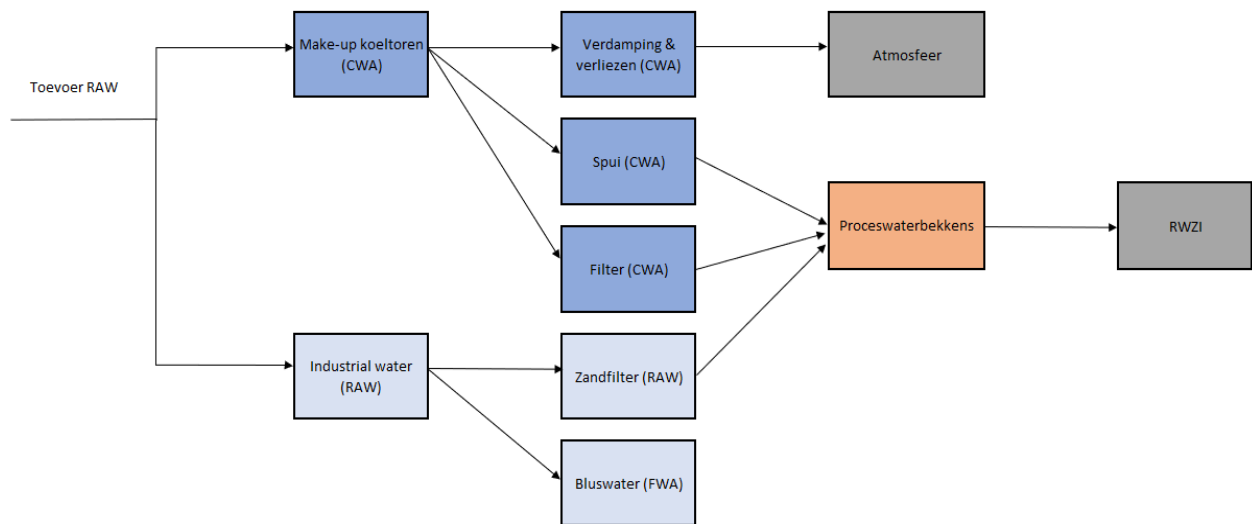 Toevoer RAW
Make-up koeltoren
(CWA)
Verdamping &
verliezen (CWA)
Atmosfeer
Spui (CWA)
Filter (CWA)
Proceswaterbekkens
RWZI
Industrial water
(RAW)
Zandfilter (RAW)
Bluswater (FWA)